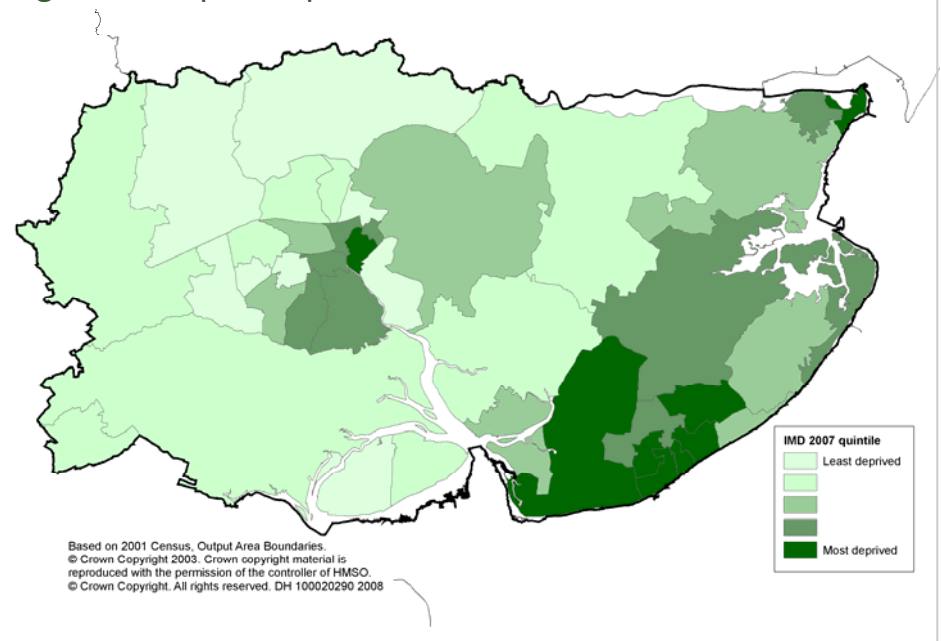 IMD 2007 quintile
Least deprived
Most deprived
Based on 2001 Census, Output Area Boundaries.
© Crown Copyright 2003. Crown copyright material is
reproduced with the permission of the controller of HMSO.
© Crown Copyright. All rights reserved. DH 100020290 2008